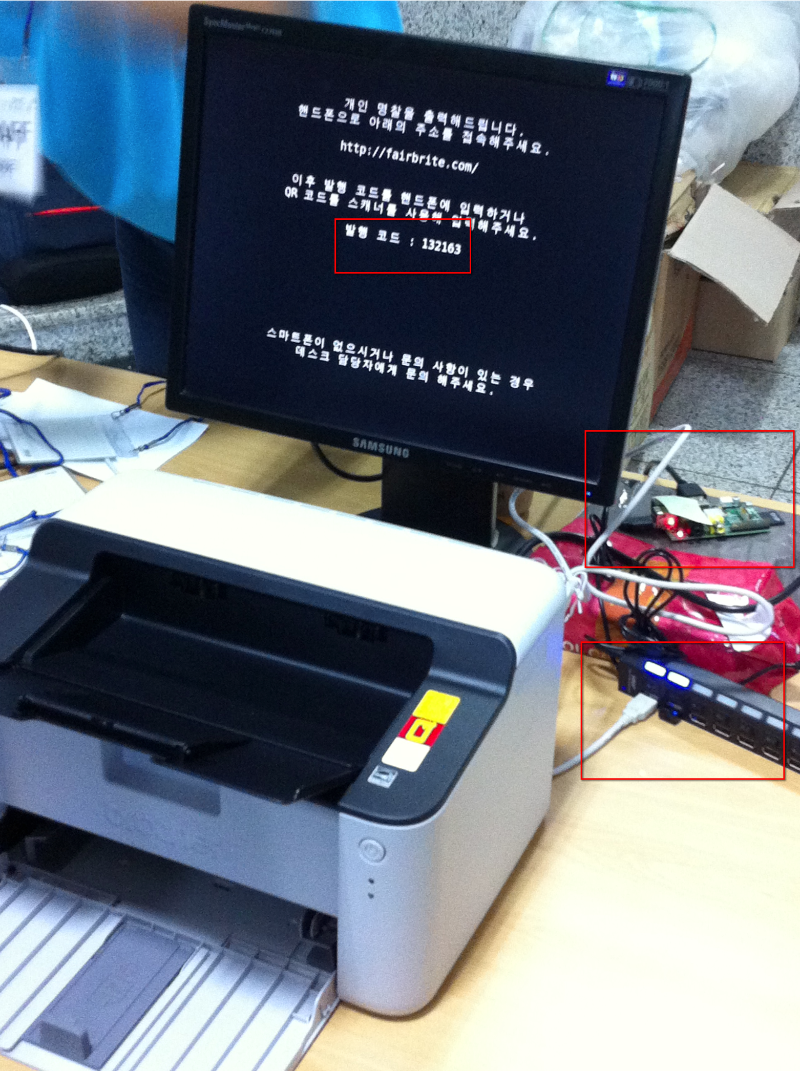 개인 명찰을 출력해드립니다.
핸드폰으로 아래의 주소를 접속해주세요.
http://fairbrite.com/
이후 발행 코드를 핸드폰에 입력하거나
QR 코드를 스캐너를 사용해 입력해주세요.
발행 코드 : 132163
스마트폰이 없으시거나 문의 사항이 있는 경우
데스크 담당자에게 문의 해주세요.
SAMSUNG